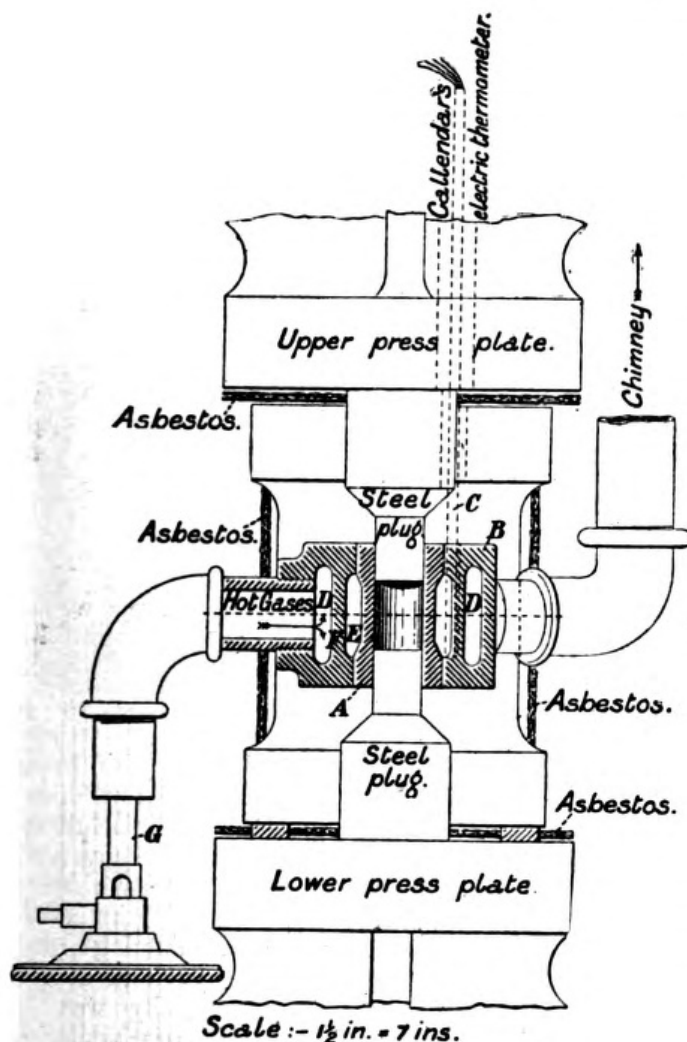 Callendar's
electric thermometer.
Upper press plate.
Chimney
Asbestos.
Steel
plug
C
B
Asbestos.
Hot Gases
D
F
E
D
A
Asbestos.
Steel
plug.
Asbestos.
G
Lower press plate
Scale :- 1½ in. = 7 ins.